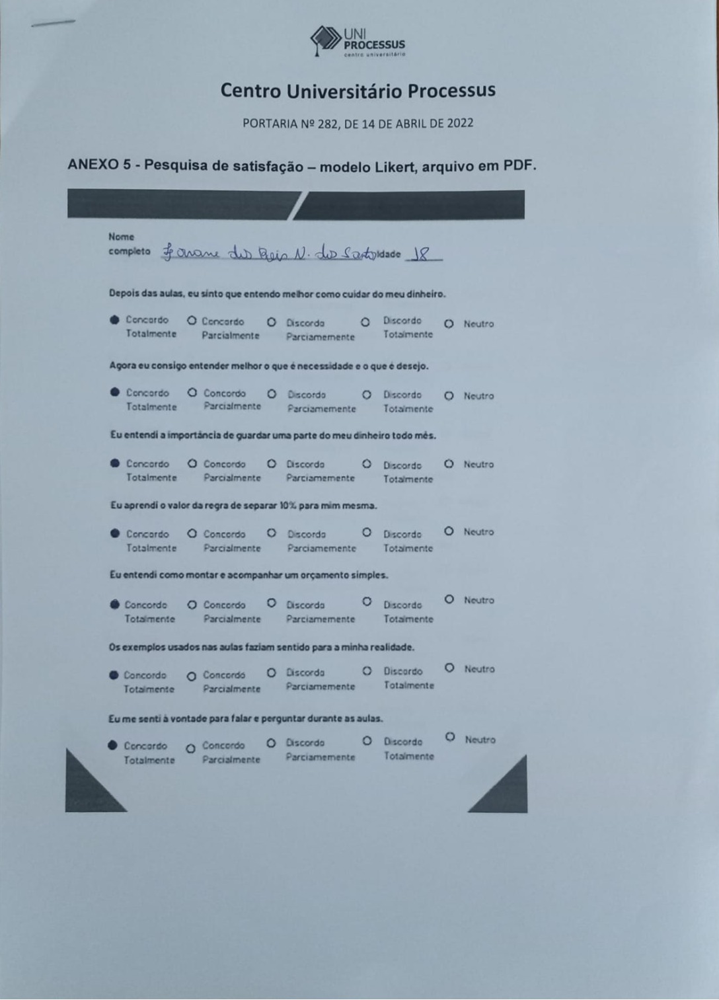 UNI
PROCESSUS
centro universitário
Centro Universitário Processus
PORTARIA Nº 282, DE 14 DE ABRIL DE 2022
ANEXO 5 - Pesquisa de satisfação – modelo Likert, arquivo em PDF.
Nome
completo dos Reis N. dos Santos Idade 18
Depois das aulas, eu sinto que entendo melhor como cuidar do meu dinheiro.
Concordo Concordo Discordo Discordo Neutro
Totalmente Parcialmente Parciamemente Totalmente
Agora eu consigo entender melhor o que é necessidade e o que é desejo.
Concordo Concordo Discordo Discordo Neutro
Totalmente Parcialmente Parciamemente Totalmente
Eu entendi a importância de guardar uma parte do meu dinheiro todo mês.
Concordo Concordo Discordo Discordo Neutro
Totalmente Parcialmente Parciamemente Totalmente
Eu aprendi o valor da regra de separar 10% para mim mesma.
Concordo Concordo Discordo Discordo Neutro
Totalmente Parcialmente Parciamemente Totalmente
Eu entendi como montar e acompanhar um orçamento simples.
Concordo Concordo Discordo Discordo Neutro
Totalmente Parcialmente Parciamemente Totalmente
Os exemplos usados nas aulas faziam sentido para a minha realidade.
Concordo Concordo Discordo Discordo Neutro
Totalmente Parcialmente Parciamemente Totalmente
Eu me senti à vontade para falar e perguntar durante as aulas.
Concordo Concordo Discordo Discordo Neutro
Totalmente Parcialmente Parciamemente Totalmente